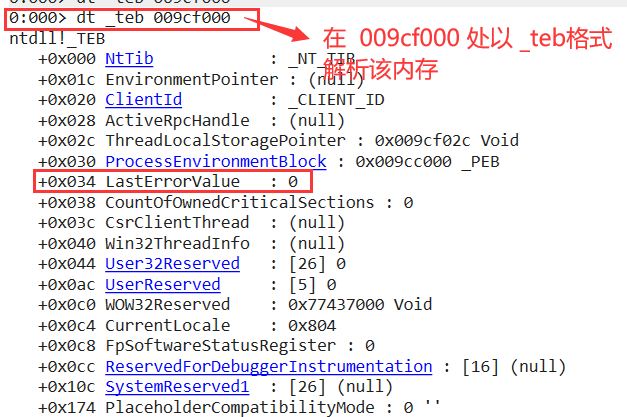 0:000> dt _teb 009cf000
ntdll!_TEB
+0x000 NtTib : _NT_TIB
+0x01c EnvironmentPointer : (null)
+0x020 ClientId : _CLIENT_ID
+0x028 ActiveRpcHandle : (null)
+0x02c ThreadLocalStoragePointer : 0x009cf02c Void
+0x030 ProcessEnvironmentBlock : 0x009cc000 _PEB
+0x034 LastErrorValue : 0
+0x038 CountOfOwnedCriticalSections : 0
+0x03c CsrClientThread : (null)
+0x040 Win32ThreadInfo : (null)
+0x044 User32Reserved : [26] 0
+0x0ac UserReserved : [5] 0
+0x0c0 WOW32Reserved : 0x77437000 Void
+0x0c4 CurrentLocale : 0x804
+0x0c8 FpSoftwareStatusRegister : 0
+0x0cc ReservedForDebuggerInstrumentation : [16] (null)
+0x10c SystemReserved1 : [26] (null)
+0x174 PlaceholderCompatibilityMode : 0 ''
在 009cf000 处以 _teb格式
解析该内存